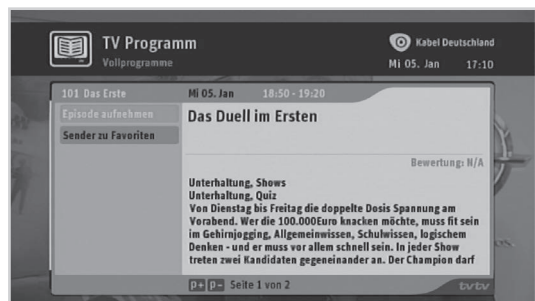 TV Programm
Vollprogramme
Kabel Deutschland
Mi 05. Jan 17:10
101 Das Erste
Mi 05. Jan 18:50 - 19:20
Episode aufnehmen
Sender zu Favoriten
Das Duell im Ersten
Bewertung: N/A
Unterhaltung, Shows
Unterhaltung, Quiz
Von Dienstag bis Freitag die doppelte Dosis Spannung am
Vorabend. Wer die 100.000Euro knacken möchte, muss fit sein
im Gehirnjogging, Allgemeinwissen, Schulwissen, logischem
Denken - und er muss vor allem schnell sein. In jeder Show
treten zwei Kandidaten gegeneinander an. Der Champion darf
P+ P- Seite 1 von 2
tvtv